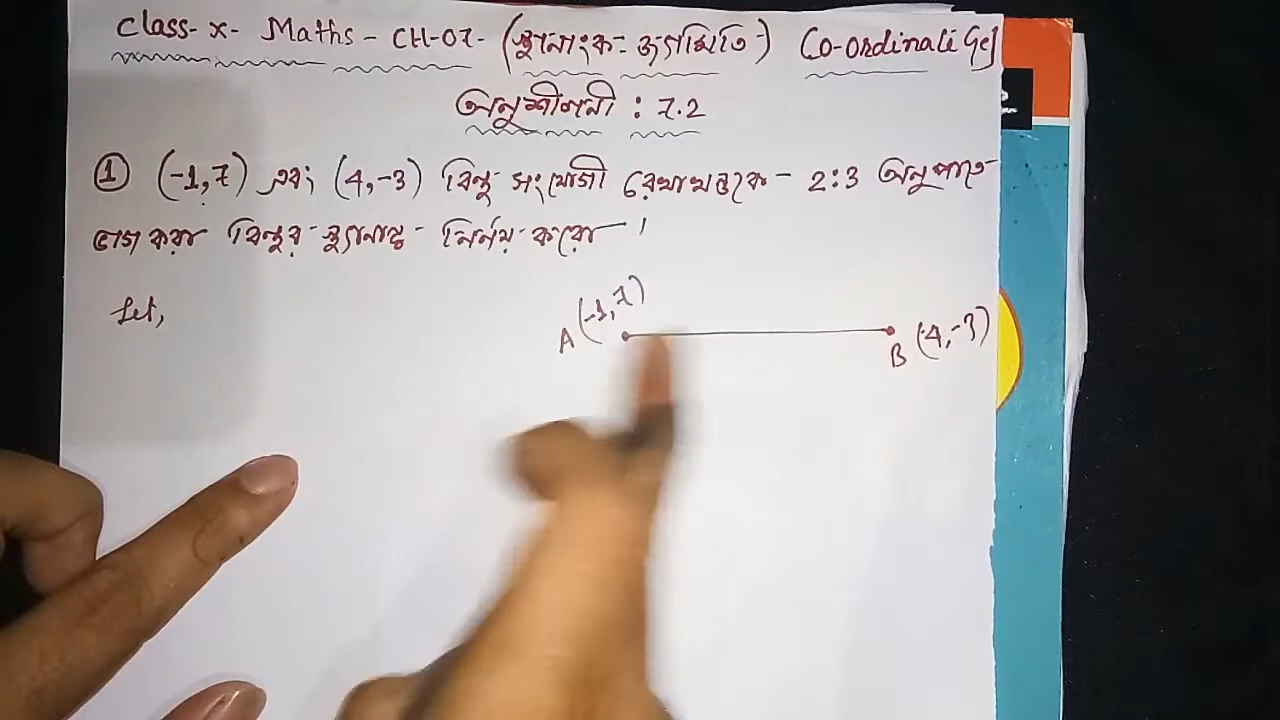 Class-X- Maths - CH-07- (স্থানাংক- জ্যামিতি-) Co-Ordinate Ge
অনুশীলনী : 7.2
① (-1,7) এবং (4,-3) বিন্দু সংযোগী রেখাখণ্ডকে - 2:3 অনুপাতে-
ভাগ করা বিন্দুর স্থানাঙ্ক - নির্ণয় করো - ।
Let,
A (-1,7)
B (4,-3)